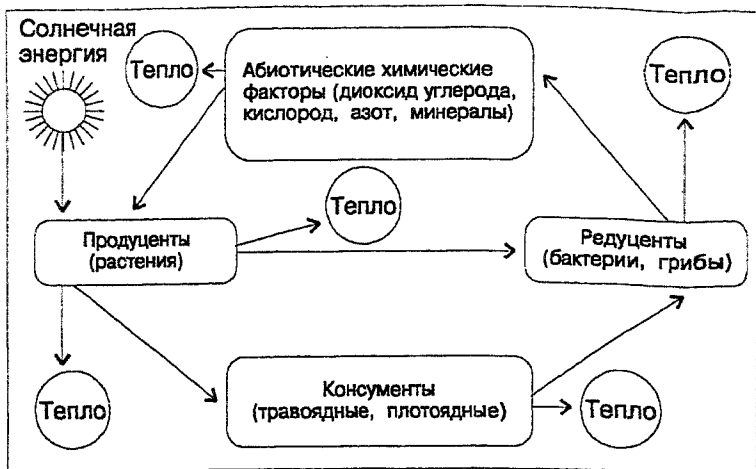 Солнечная
энергия
Тепло
Абиотические химические
факторы (диоксид углерода,
кислород, азот, минералы)
Тепло
Тепло
Продуценты
(растения)
Редуценты
(бактерии, грибы)
Тепло
Консументы
(травоядные, плотоядные)
Тепло